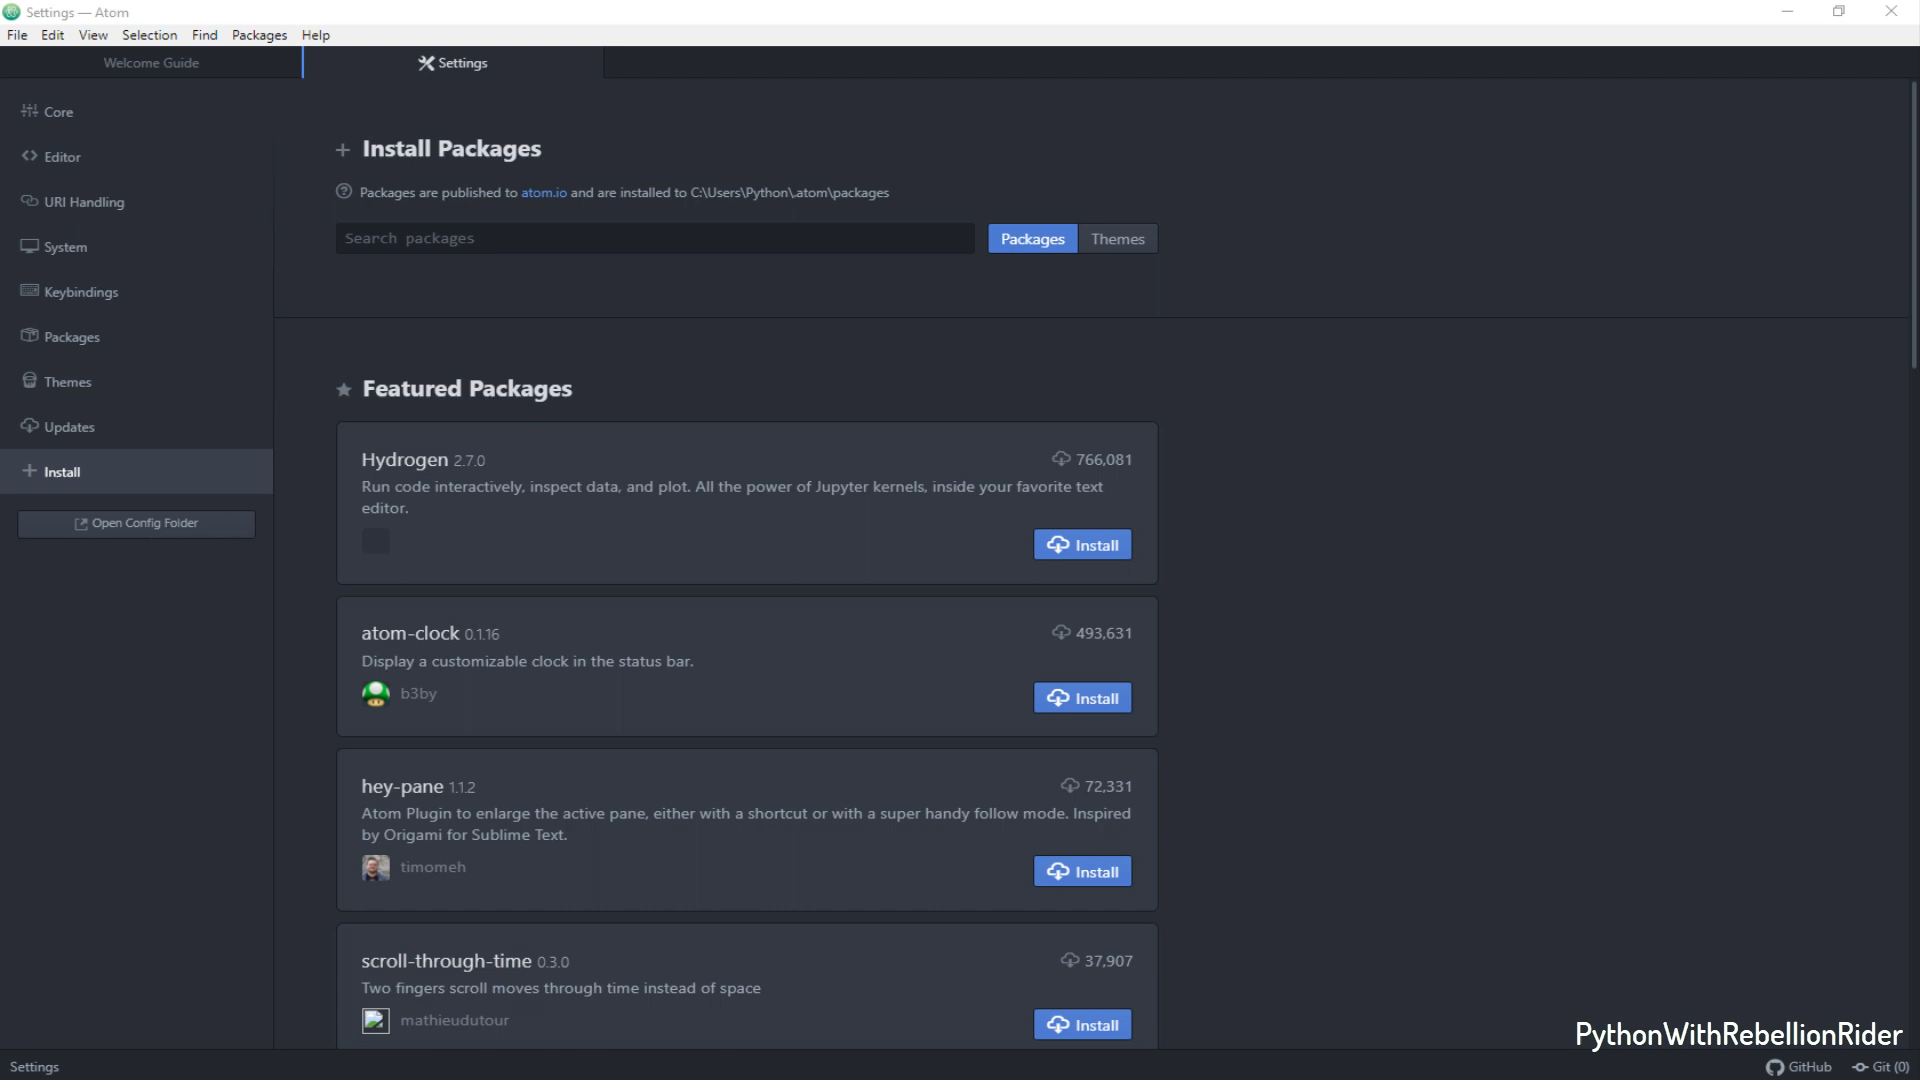 Settings — Atom
File Edit View Selection Find Packages Help
Welcome Guide
Settings
Core
Editor
URI Handling
System
Keybindings
Packages
Themes
Updates
Install
Open Config Folder
Install Packages
Packages are published to atom.io and are installed to C:\Users\Python\.atom\packages
Search packages
Packages Themes
Featured Packages
Hydrogen 2.7.0
766,081
Run code interactively, inspect data, and plot. All the power of Jupyter kernels, inside your favorite text
editor.
Install
atom-clock 0.1.16
493,631
Display a customizable clock in the status bar.
b3by
Install
hey-pane 1.1.2
72,331
Atom Plugin to enlarge the active pane, either with a shortcut or with a super handy follow mode. Inspired
by Origami for Sublime Text.
timomeh
Install
scroll-through-time 0.3.0
37,907
Two fingers scroll moves through time instead of space
mathieudutour
Install
PythonWithRebellionRider
Settings
GitHub
Git (0)